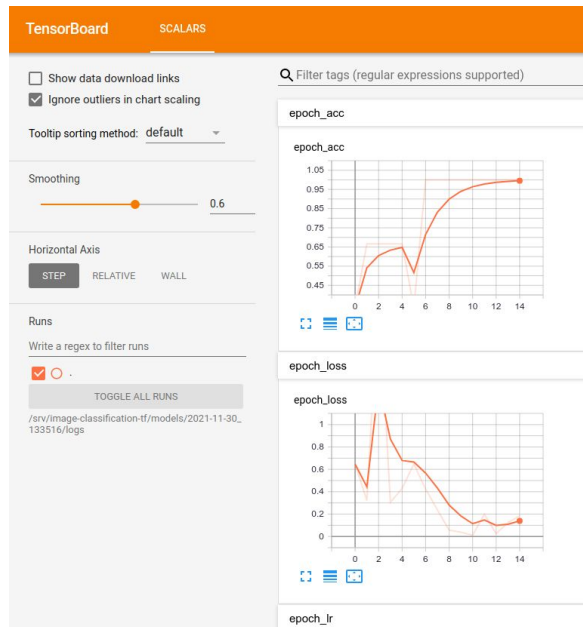 TensorBoard SCALARS
Show data download links
Ignore outliers in chart scaling
Tooltip sorting method: default
Smoothing
0.6
Horizontal Axis
STEP RELATIVE WALL
Runs
Write a regex to filter runs
.
TOGGLE ALL RUNS
/srv/image-classification-tf/models/2021-11-30_
133516/logs
Filter tags (regular expressions supported)
epoch_acc
epoch_acc
1.05
0.95
0.85
0.75
0.65
0.55
0.45
0 2 4 6 8 10 12 14
epoch_loss
epoch_loss
1
0.8
0.6
0.4
0.2
0
0 2 4 6 8 10 12 14
epoch_lr